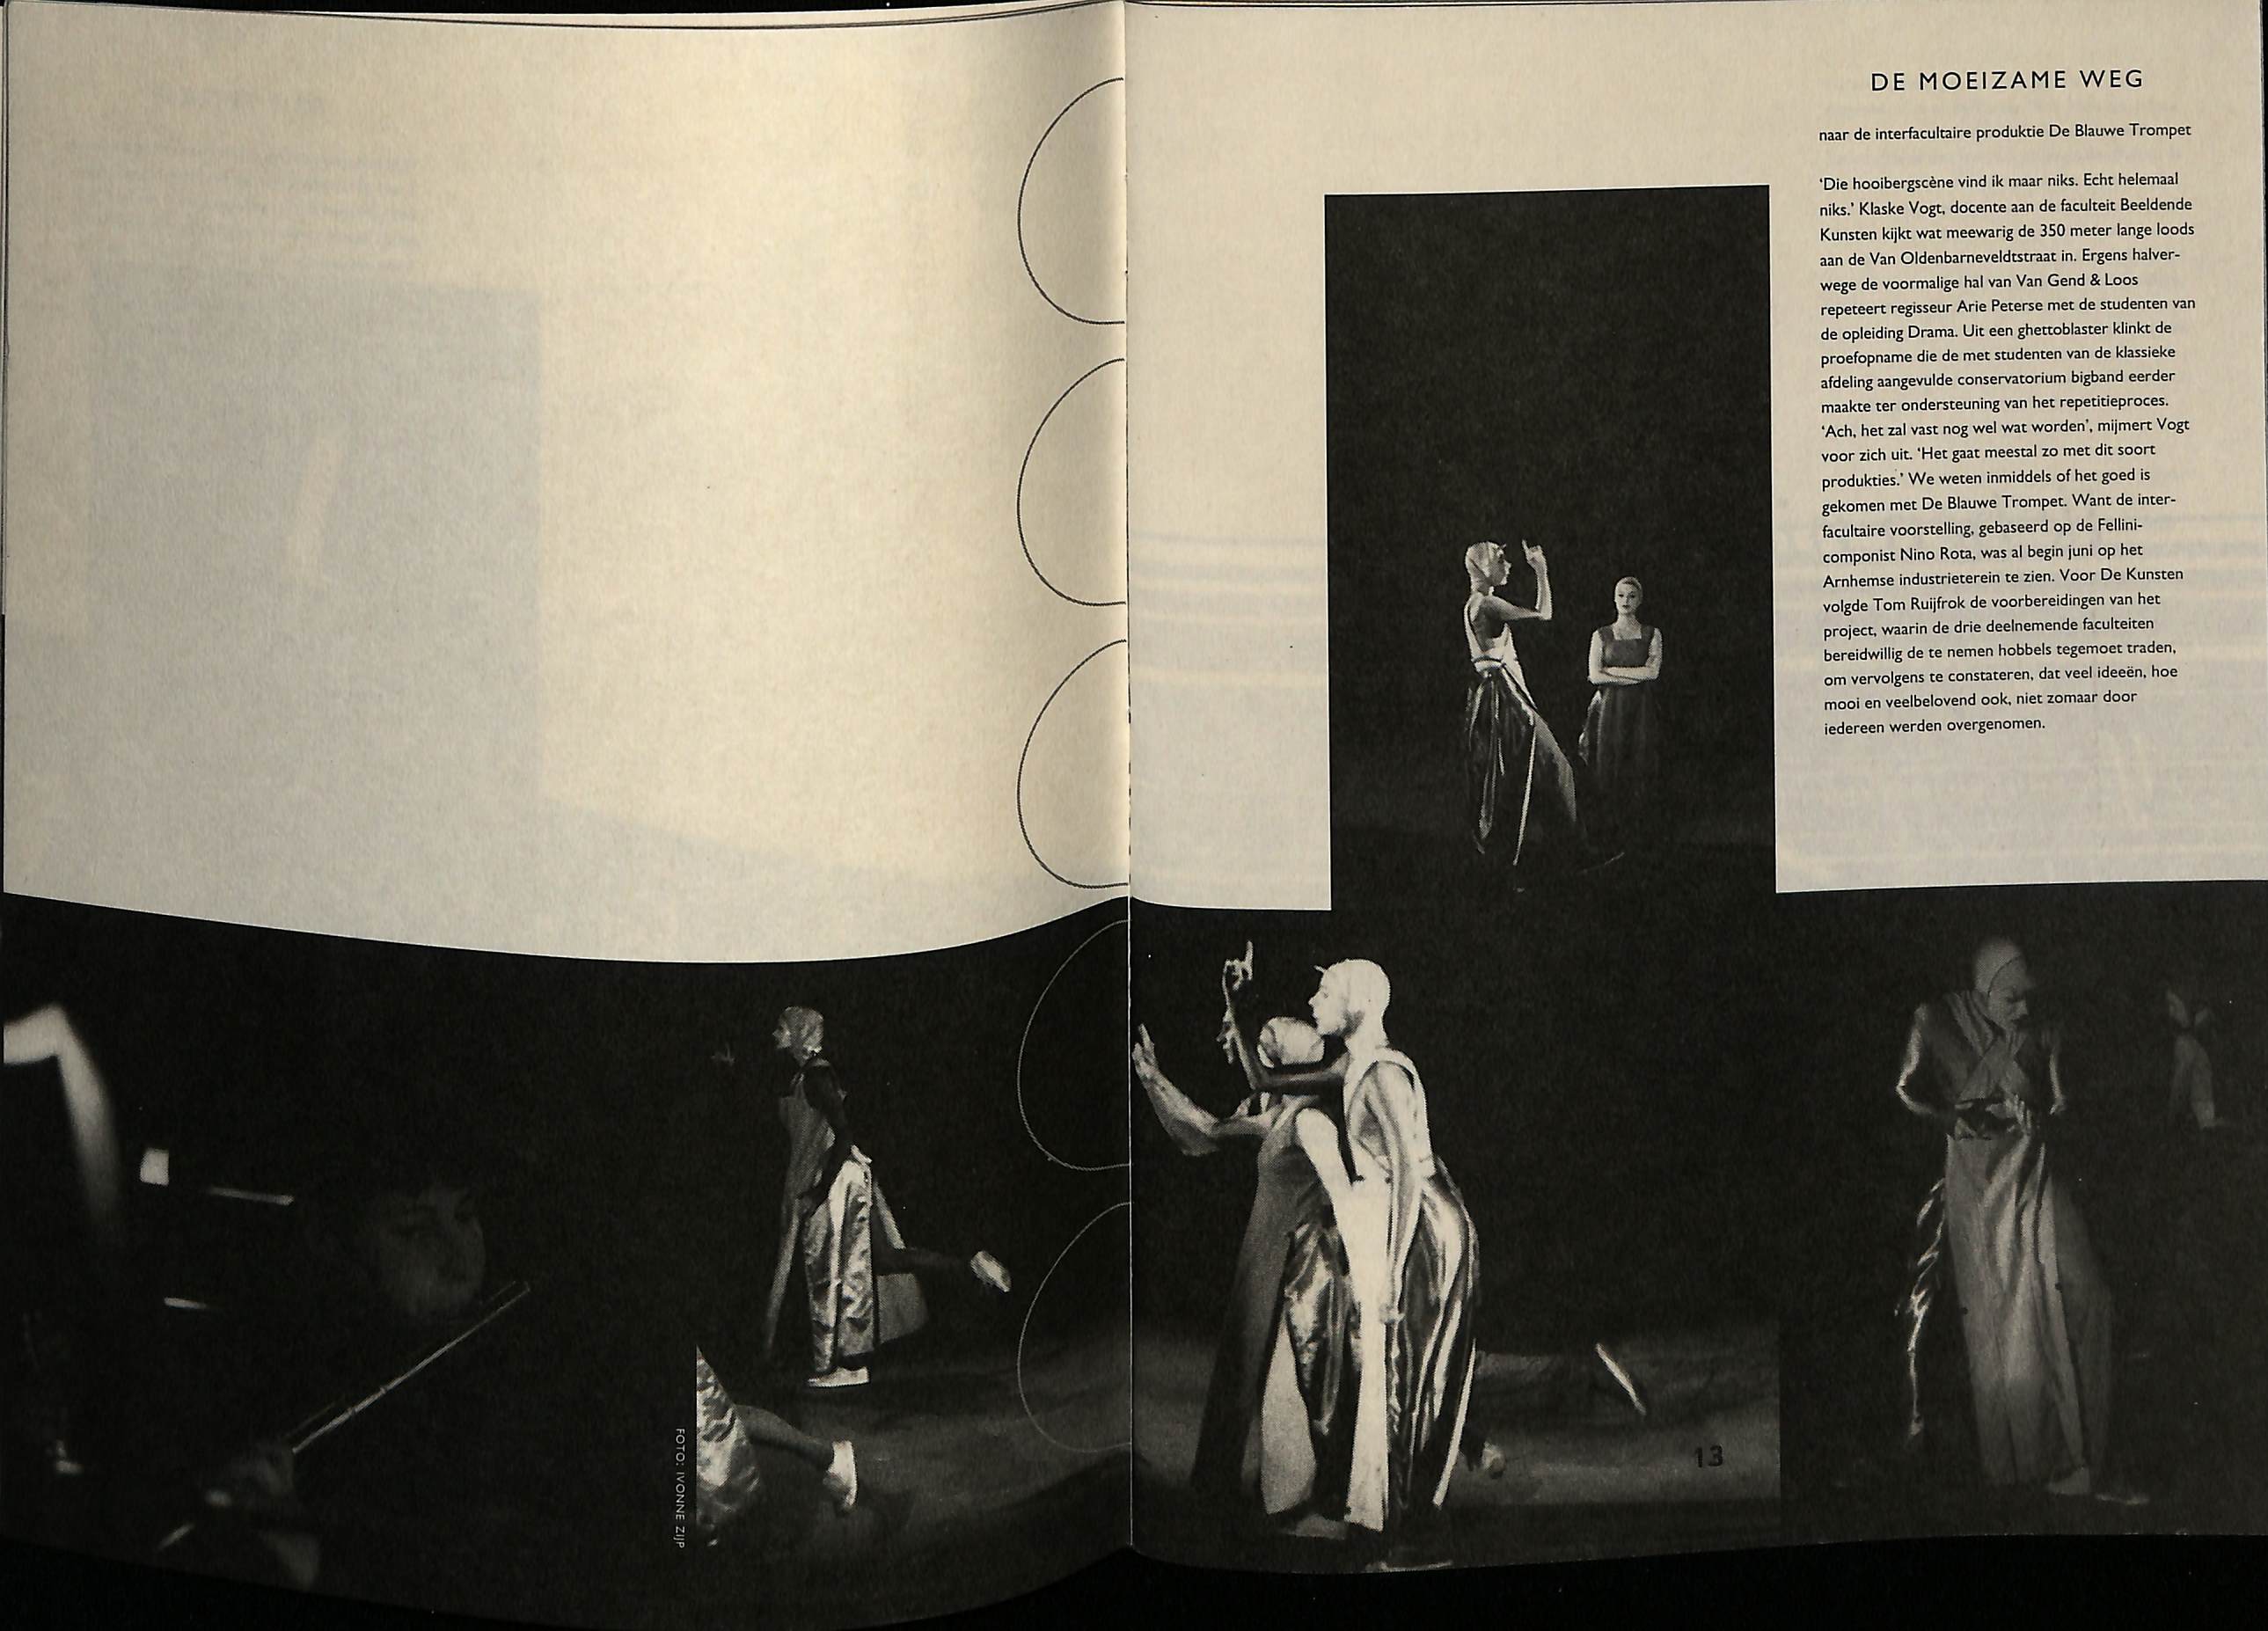 DE MOEIZAME WEG
naar de interfacultaire produktie De Blauwe Trompet
‘Die hooibergscène vind ik maar niks. Echt helemaal
niks.’ Klaske Vogt, docente aan de faculteit Beeldende
Kunsten kijkt wat meewarig de 350 meter lange loods
aan de Van Oldenbarneveldtstraat in. Ergens halver-
wege de voormalige hal van Van Gend & Loos
repeteert regisseur Arie Peterse met de studenten van
de opleiding Drama. Uit een ghettoblaster klinkt de
proefopname die de met studenten van de klassieke
afdeling aangevulde conservatorium bigband eerder
maakte ter ondersteuning van het repetitieproces.
‘Ach, het zal vast nog wel wat worden’, mijmert Vogt
voor zich uit. ‘Het gaat meestal zo met dit soort
produkties.’ We weten inmiddels of het goed is
gekomen met De Blauwe Trompet. Want de inter-
facultaire voorstelling, gebaseerd op de Fellini-
componist Nino Rota, was al begin juni op het
Arnhemse industrieterein te zien. Voor De Kunsten
volgde Tom Ruijfrok de voorbereidingen van het
project, waarin de drie deelnemende faculteiten
bereidwillig de te nemen hobbels tegemoet traden,
om vervolgens te constateren, dat veel ideeën, hoe
mooi en veelbelovend ook, niet zomaar door
iedereen werden overgenomen.
FOTO: IVONNE ZIJP
13